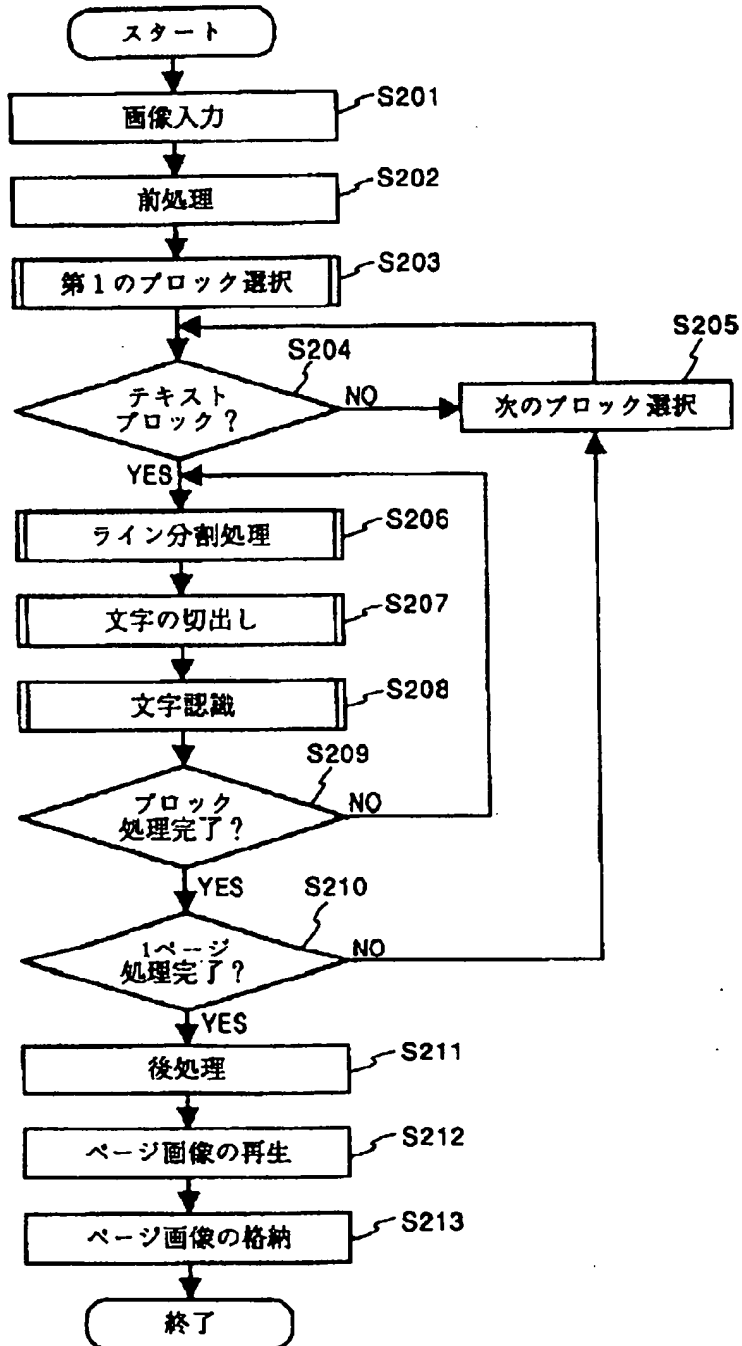 スタート
画像入力
S201
前処理
S202
第1のブロック選択
S203
S204
テキスト
ブロック?
NO
S205
次のブロック選択
YES
ライン分割処理
S206
文字の切出し
S207
文字認識
S208
S209
ブロック
処理完了?
NO
YES
S210
1ページ
処理完了?
NO
YES
後処理
S211
ページ画像の再生
S212
ページ画像の格納
S213
終了